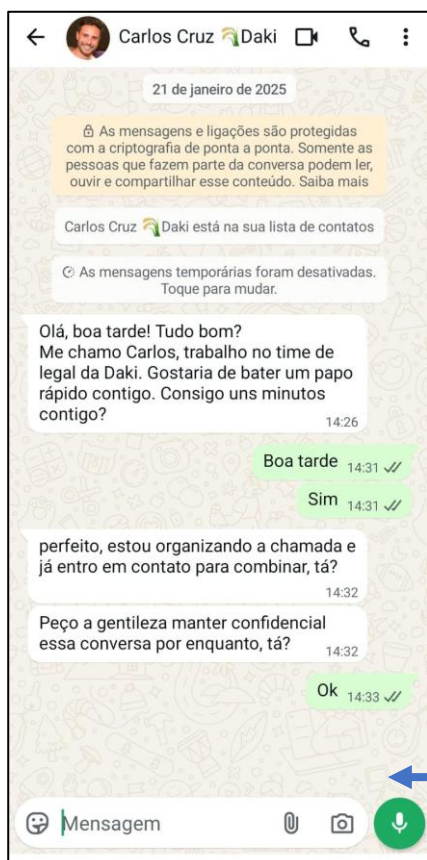 Carlos Cruz 🌾Daki
21 de janeiro de 2025
As mensagens e ligações são protegidas
com a criptografia de ponta a ponta. Somente as
pessoas que fazem parte da conversa podem ler,
ouvir e compartilhar esse conteúdo. Saiba mais
Carlos Cruz 🌾Daki está na sua lista de contatos
As mensagens temporárias foram desativadas.
Toque para mudar.
Olá, boa tarde! Tudo bom?
Me chamo Carlos, trabalho no time de
legal da Daki. Gostaria de bater um papo
rápido contigo. Consigo uns minutos
contigo?
14:26
Boa tarde 14:31
Sim 14:31
perfeito, estou organizando a chamada e
já entro em contato para combinar, tá?
14:32
Peço a gentileza manter confidencial
essa conversa por enquanto, tá?
14:32
Ok 14:33
Mensagem